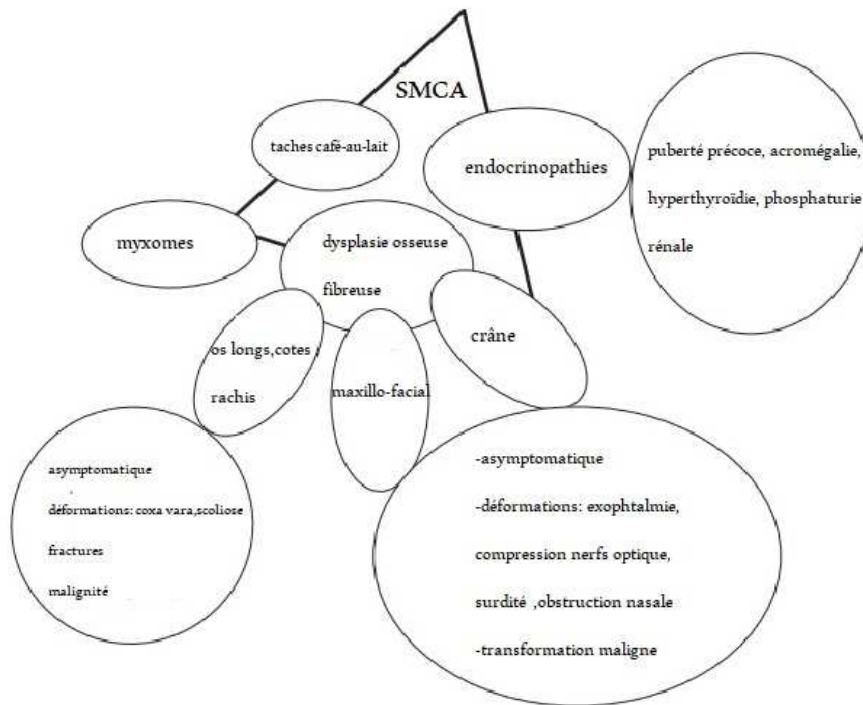 SMCA
taches café-au-lait
endocrinopathies
puberté précoce, acromégalie,
hyperthyroïdie, phosphaturie
rénale
myxomes
dysplasie osseuse
fibreuse
os longs,cotes
rachis
maxillo-facial
crâne
asymptomatique
déformations: coxa vara,scoliose
fractures
malignité
-asymptomatique
-déformations: exophtalmie,
compression nerfs optique,
surdité ,obstruction nasale
-transformation maligne